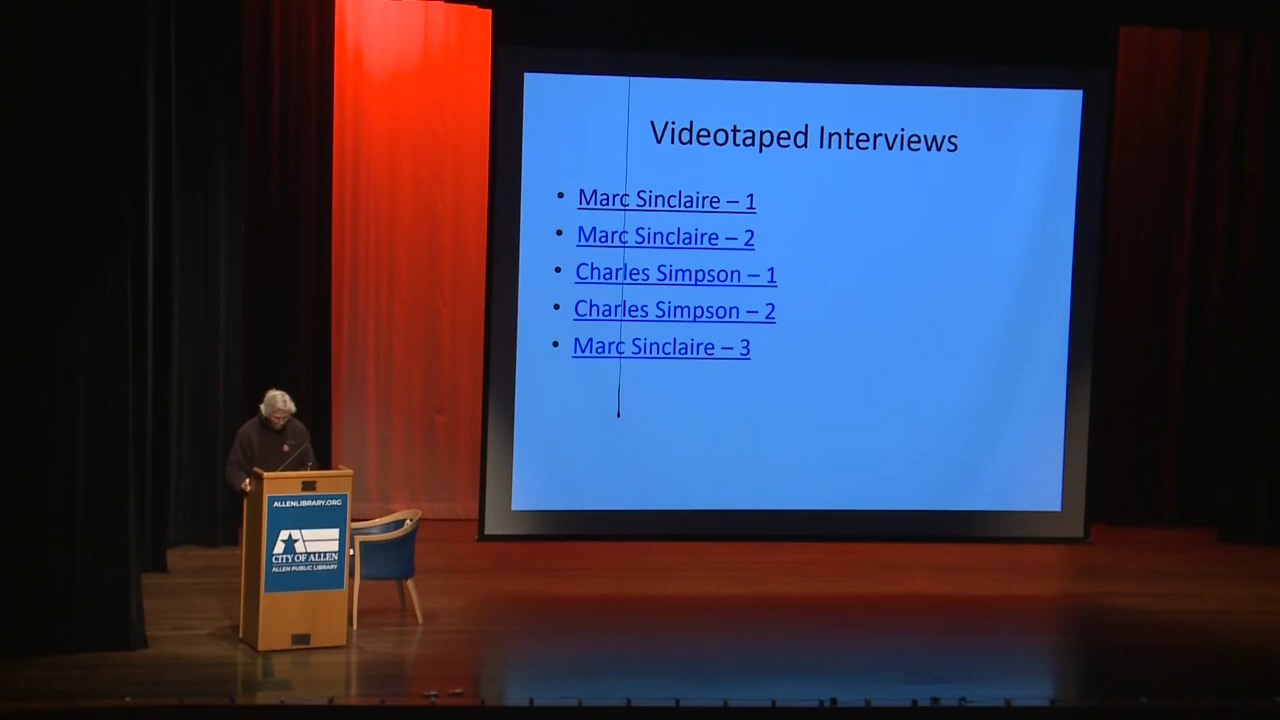 Videotaped Interviews
• Marc Sinclaire – 1
• Marc Sinclaire – 2
• Charles Simpson – 1
• Charles Simpson – 2
• Marc Sinclaire – 3
ALLENLIBRARY.ORG
CITY OF ALLEN
ALLEN PUBLIC LIBRARY